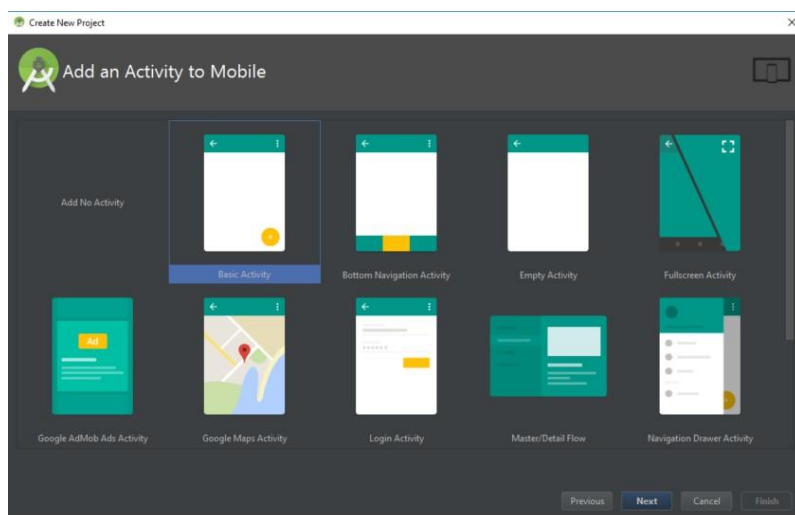 Create New Project
Add an Activity to Mobile
Add No Activity
Basic Activity
Bottom Navigation Activity
Empty Activity
Fullscreen Activity
Ad
Google AdMob Ads Activity
Google Maps Activity
Login Activity
Master/Detail Flow
Navigation Drawer Activity
Previous
Next
Cancel
Finish